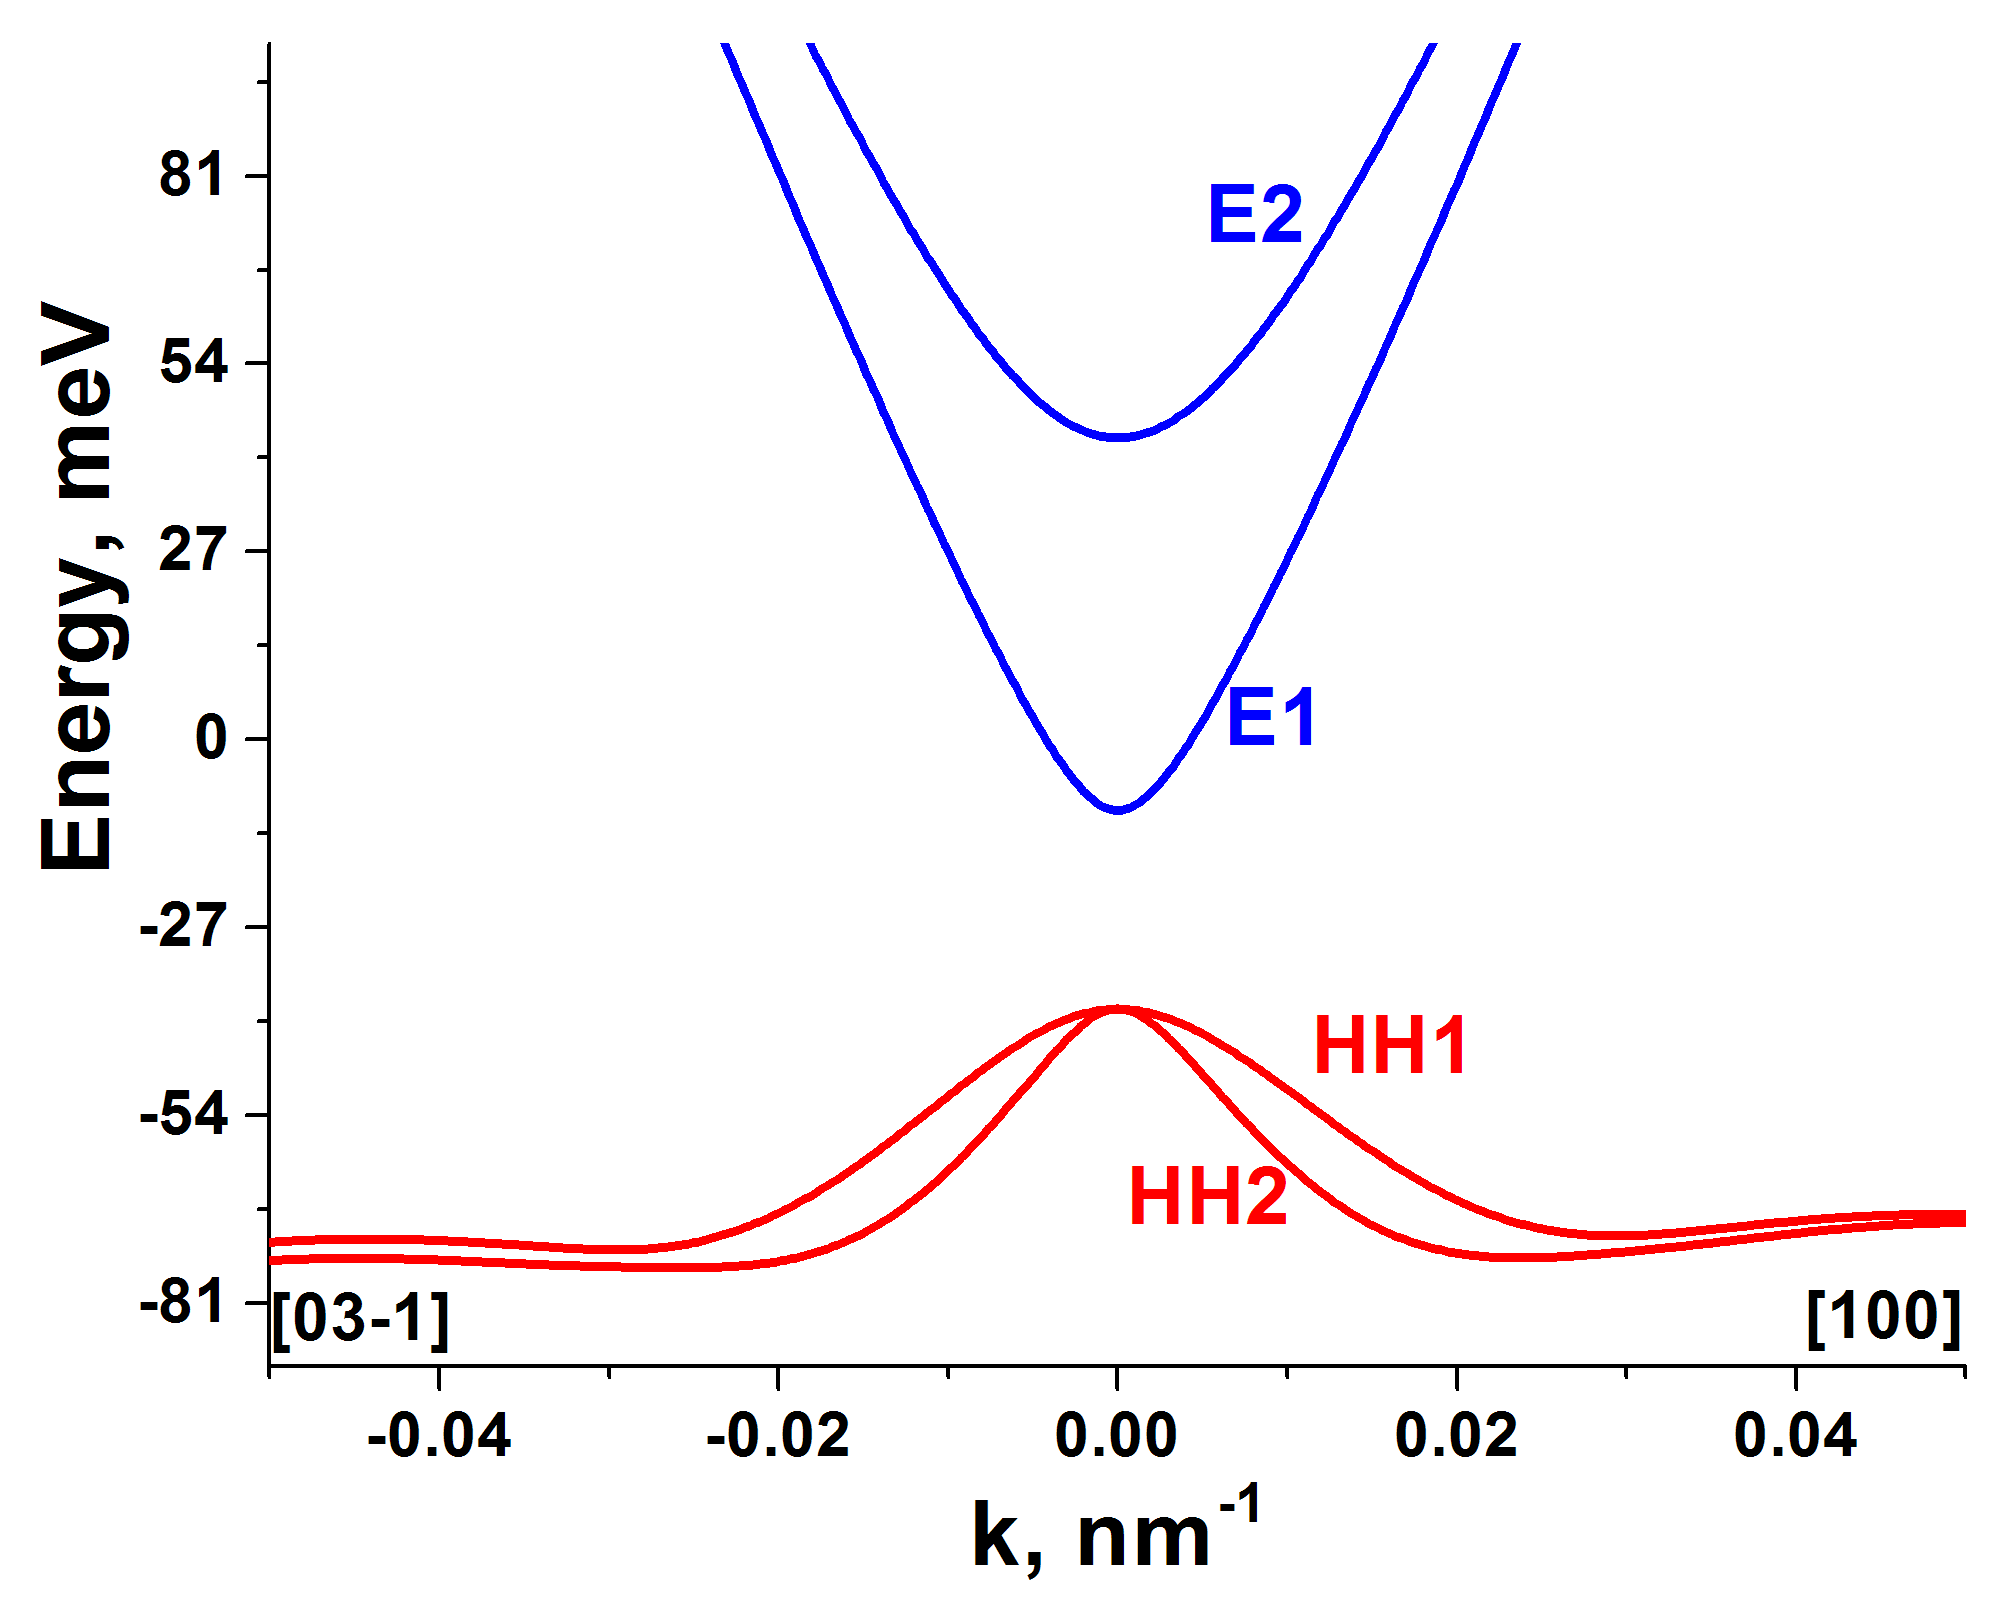 Energy, meV
81
54
27
0
-27
-54
-81
E2
E1
HH1
HH2
[03-1]
[100]
-0.04
-0.02
0.00
0.02
0.04
k, nm⁻¹